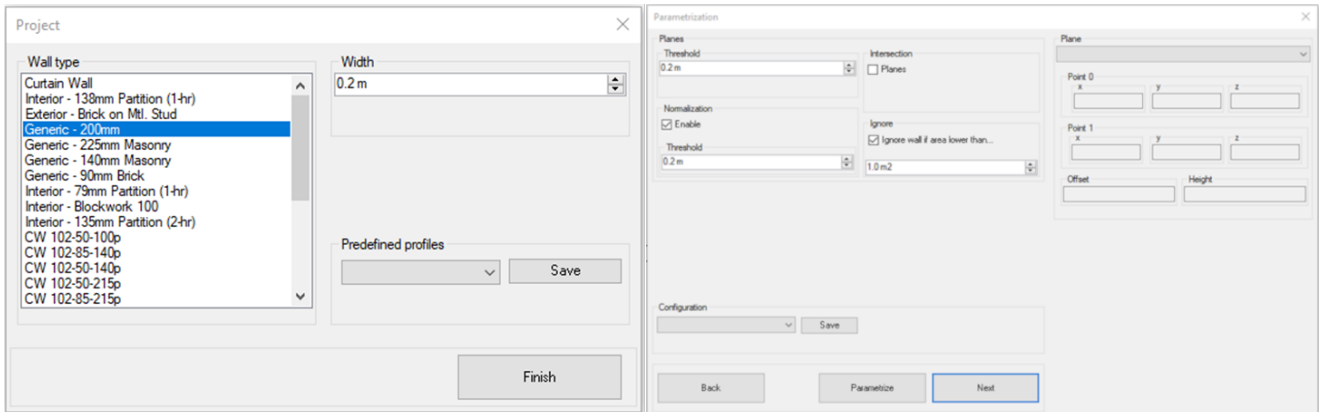 Project
Wall type
Curtain Wall
Interior - 138mm Partition (1-hr)
Exterior - Brick on Mtl. Stud
Generic - 200mm
Generic - 225mm Masonry
Generic - 140mm Masonry
Generic - 90mm Brick
Interior - 79mm Partition (1-hr)
Interior - Blockwork 100
Interior - 135mm Partition (2-hr)
CW 102-50-100p
CW 102-85-140p
CW 102-50-140p
CW 102-50-215p
CW 102-85-215p
Width
0.2 m
Predefined profiles
Save
Finish
Parametrization
Planes
Threshold
0.2 m
Intersection
Planes
Normalization
Enable
Threshold
0.2 m
Ignore
Ignore wall if area lower than...
1.0 m2
Configuration
Save
Back
Parametrize
Next
Plane
Point 0
x y z
Point 1
x y z
Offset Height